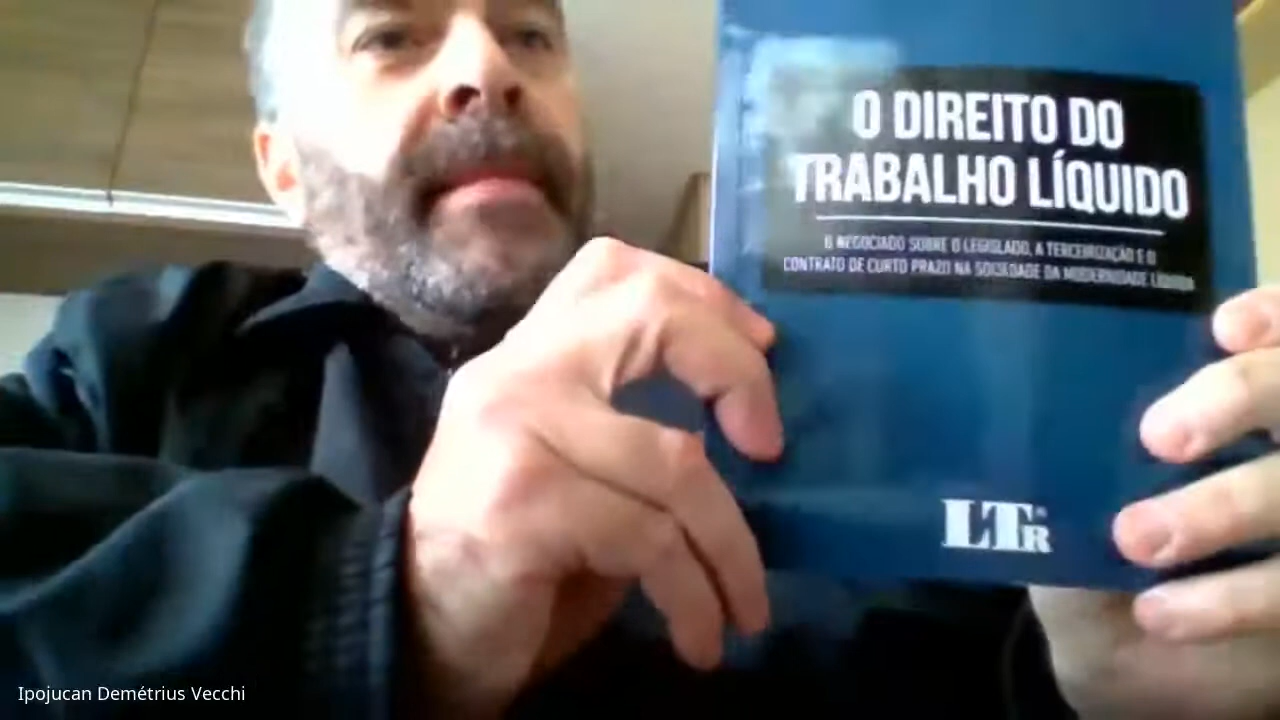 O DIREITO DO
TRABALHO LÍQUIDO
O NEGOCIADO SOBRE O LEGISLADO, A TERCEIRIZAÇÃO E O
CONTRATO DE CURTO PRAZO NA SOCIEDADE DA MODERNIDADE LÍQUIDA
LTR
Ipojucan Demétrius Vecchi